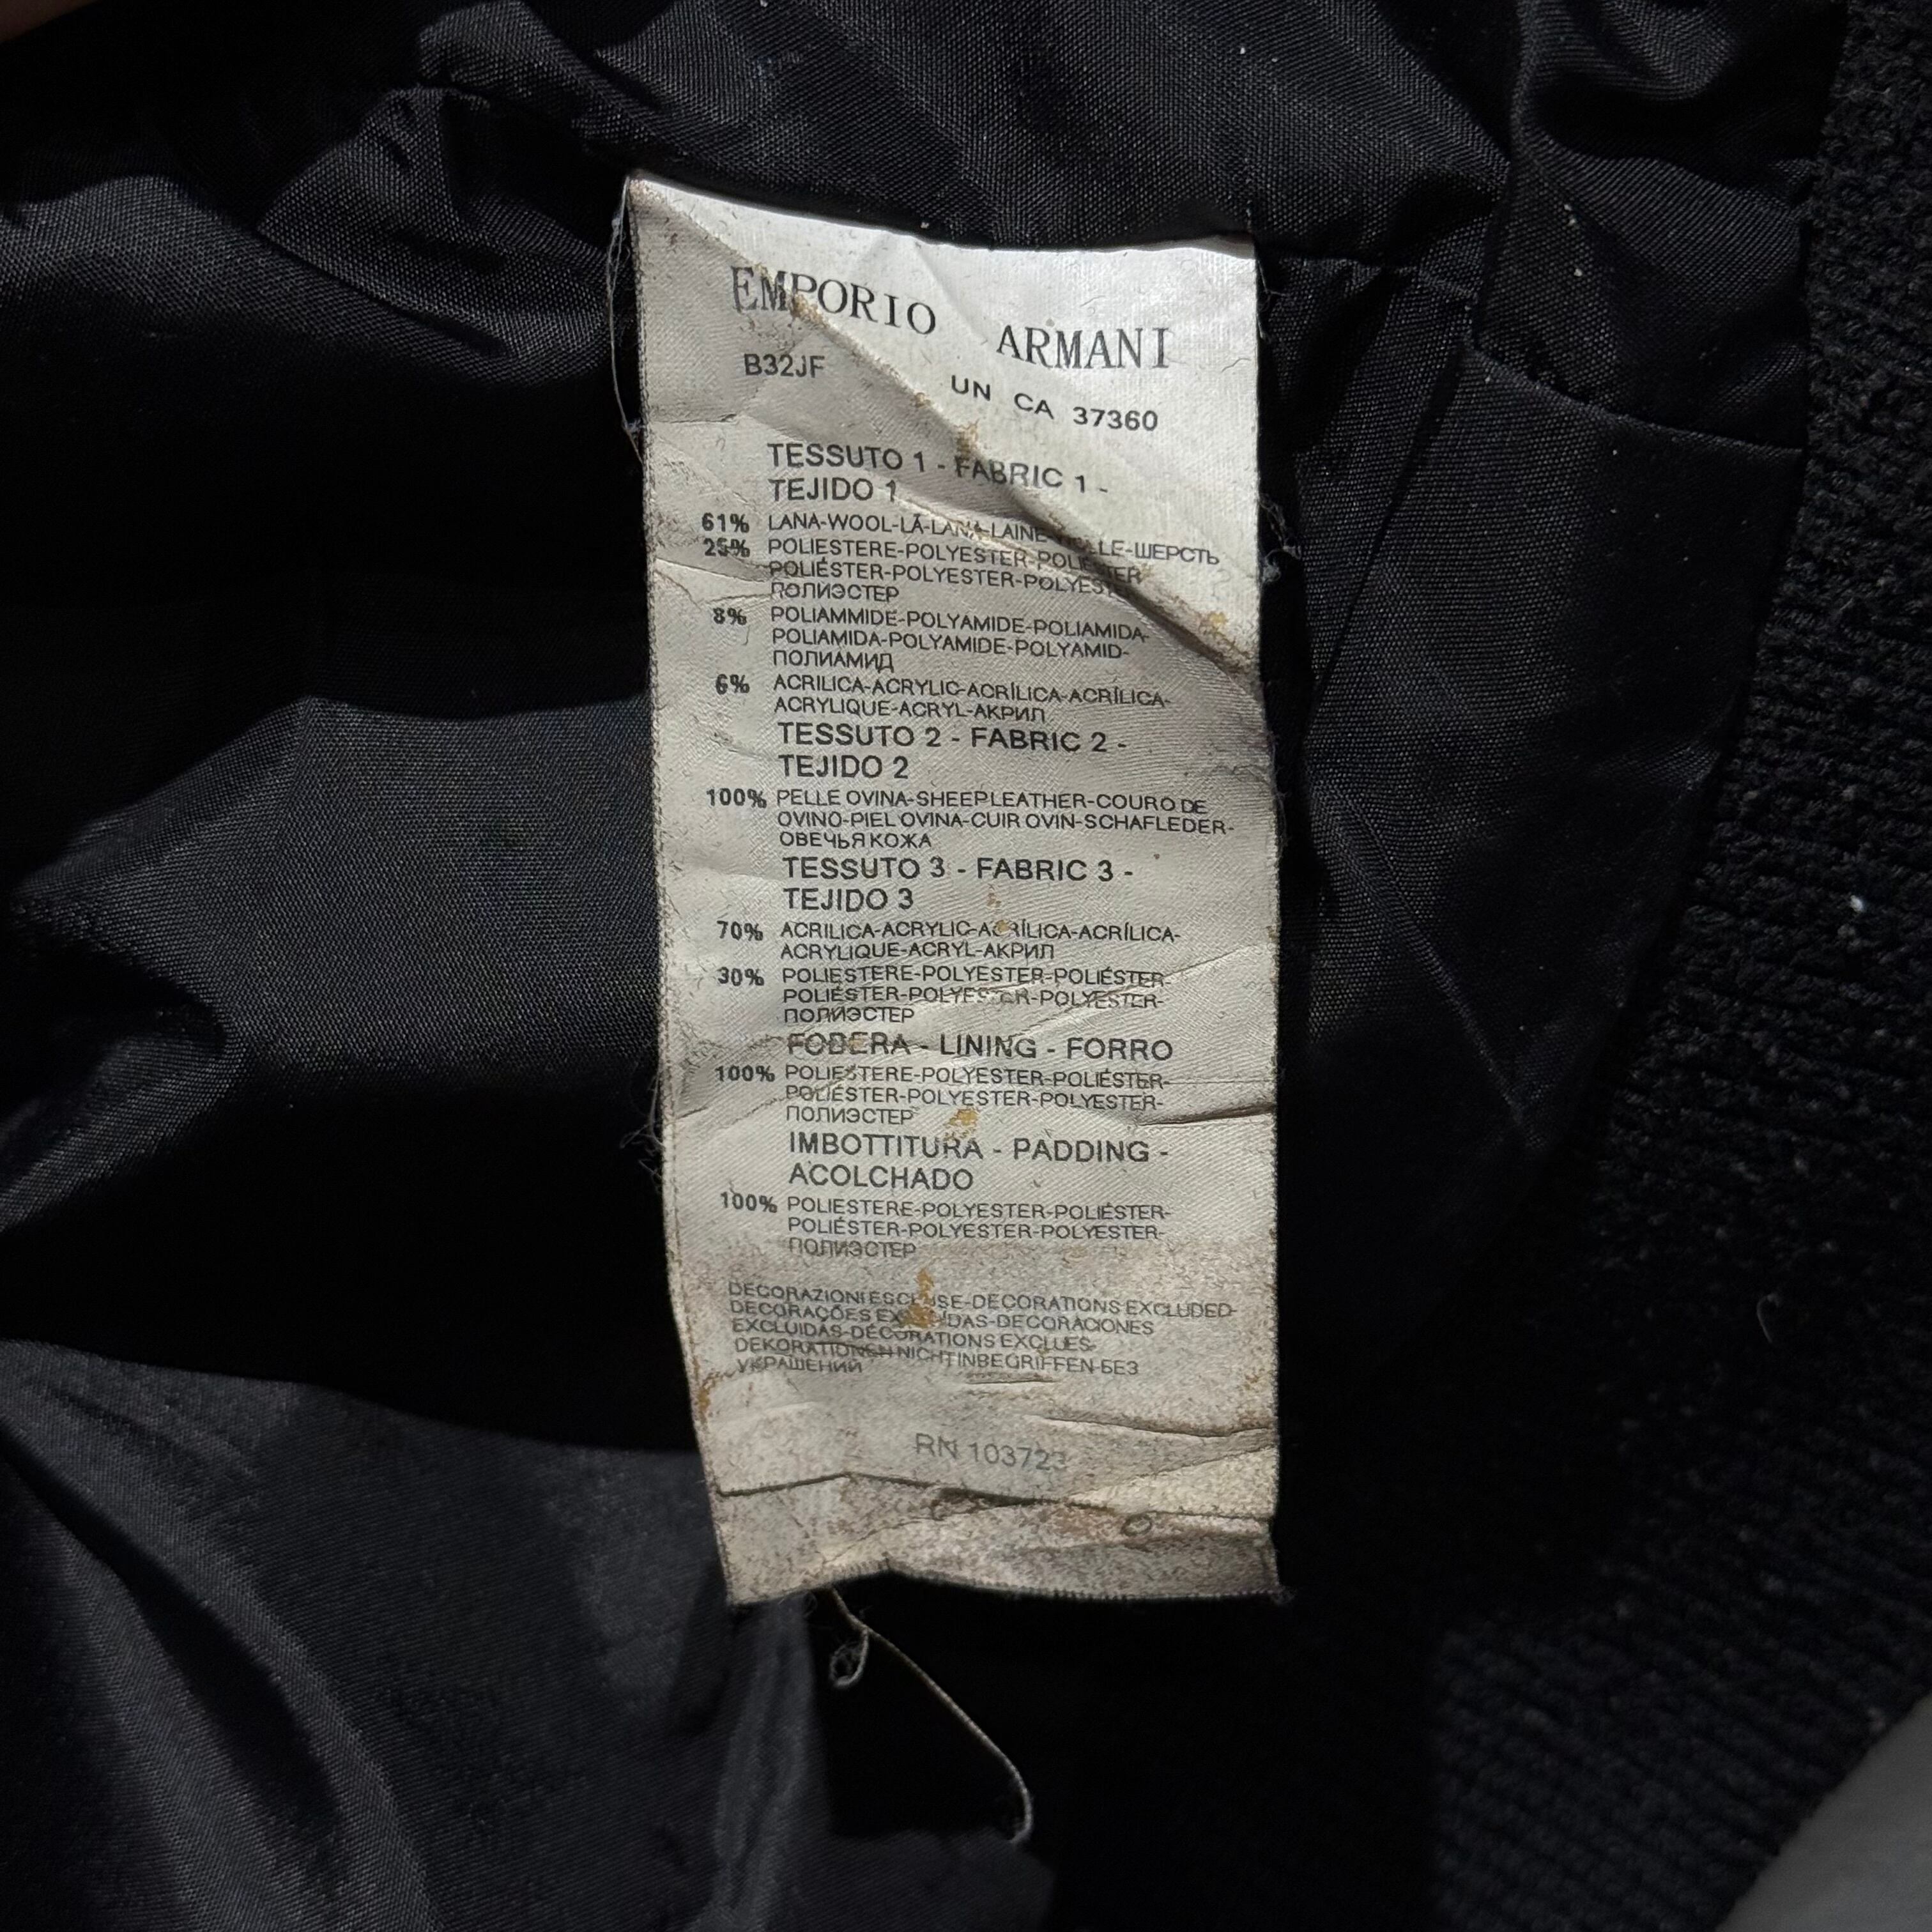 EMPORIO ARMANI
B32JF UN CA 37360
TESSUTO 1 - FABRIC 1 -
TEJIDO 1
61% LANA-WOOL-LÃ-LANA-LAINE- -ШЕРСТЬ
25% POLIESTERE-POLYESTER-POLIÉSTER
POLIÉSTER-POLYESTER-POLYESTER
ПОЛИЭСТЕР
8% POLIAMMIDE-POLYAMIDE-POLIAMIDA-
POLIAMIDA-POLYAMIDE-POLYAMID-
ПОЛИАМИД
6% ACRILICA-ACRYLIC-ACRÍLICA-ACRÍLICA-
ACRYLIQUE-ACRYL-АКРИЛ
TESSUTO 2 - FABRIC 2 -
TEJIDO 2
100% PELLE OVINA-SHEEPLEATHER-COURO DE
OVINO-PIEL OVINA-CUIR OVIN-SCHAFLEDER-
ОВЕЧЬЯ КОЖА
TESSUTO 3 - FABRIC 3 -
TEJIDO 3
70% ACRILICA-ACRYLIC-ACRÍLICA-ACRÍLICA-
ACRYLIQUE-ACRYL-АКРИЛ
30% POLIESTERE-POLYESTER-POLIÉSTER-
POLIÉSTER-POLYESTER-POLYESTER-
ПОЛИЭСТЕР
FODERA - LINING - FORRO
100% POLIESTERE-POLYESTER-POLIÉSTER-
POLIÉSTER-POLYESTER-POLYESTER-
ПОЛИЭСТЕР
IMBOTTITURA - PADDING -
ACOLCHADO
100% POLIESTERE-POLYESTER-POLIÉSTER-
POLIÉSTER-POLYESTER-POLYESTER-
ПОЛИЭСТЕР
DECORAZIONI ESCLUSE-DECORATIONS EXCLUDED-
DECORAÇÕES EXCLUÍDAS-DECORACIONES
EXCLUIDAS-DÉCORATIONS EXCLUES-
DEKORATIONEN NICHT INBEGRIFFEN-БЕЗ
УКРАШЕНИЙ
RN 103723